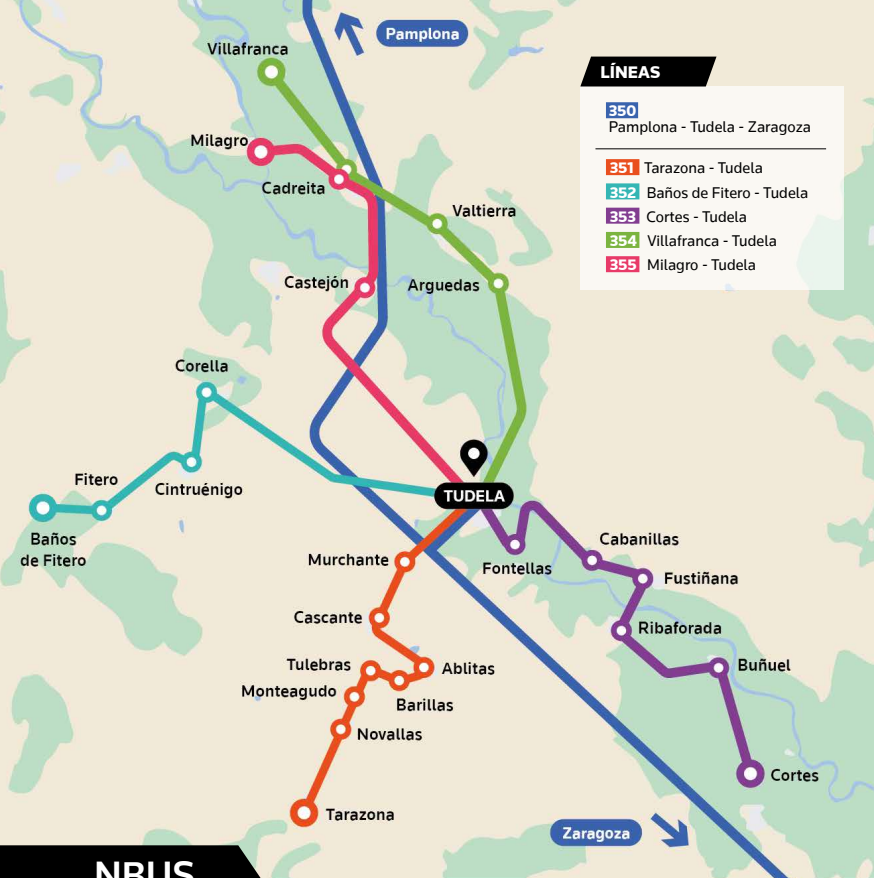 Pamplona
Villafranca
LÍNEAS
350
Pamplona - Tudela - Zaragoza
351 Tarazona - Tudela
352 Baños de Fitero - Tudela
353 Cortes - Tudela
354 Villafranca - Tudela
355 Milagro - Tudela
Milagro
Cadreita
Valtierra
Castejón
Arguedas
Corella
Fitero
Cintruénigo
Baños
de Fitero
TUDELA
Murchante
Fontellas
Cabanillas
Fustiñana
Cascante
Ribaforada
Tulebras
Ablitas
Buñuel
Monteagudo
Barillas
Novallas
Cortes
Tarazona
Zaragoza
NBUS